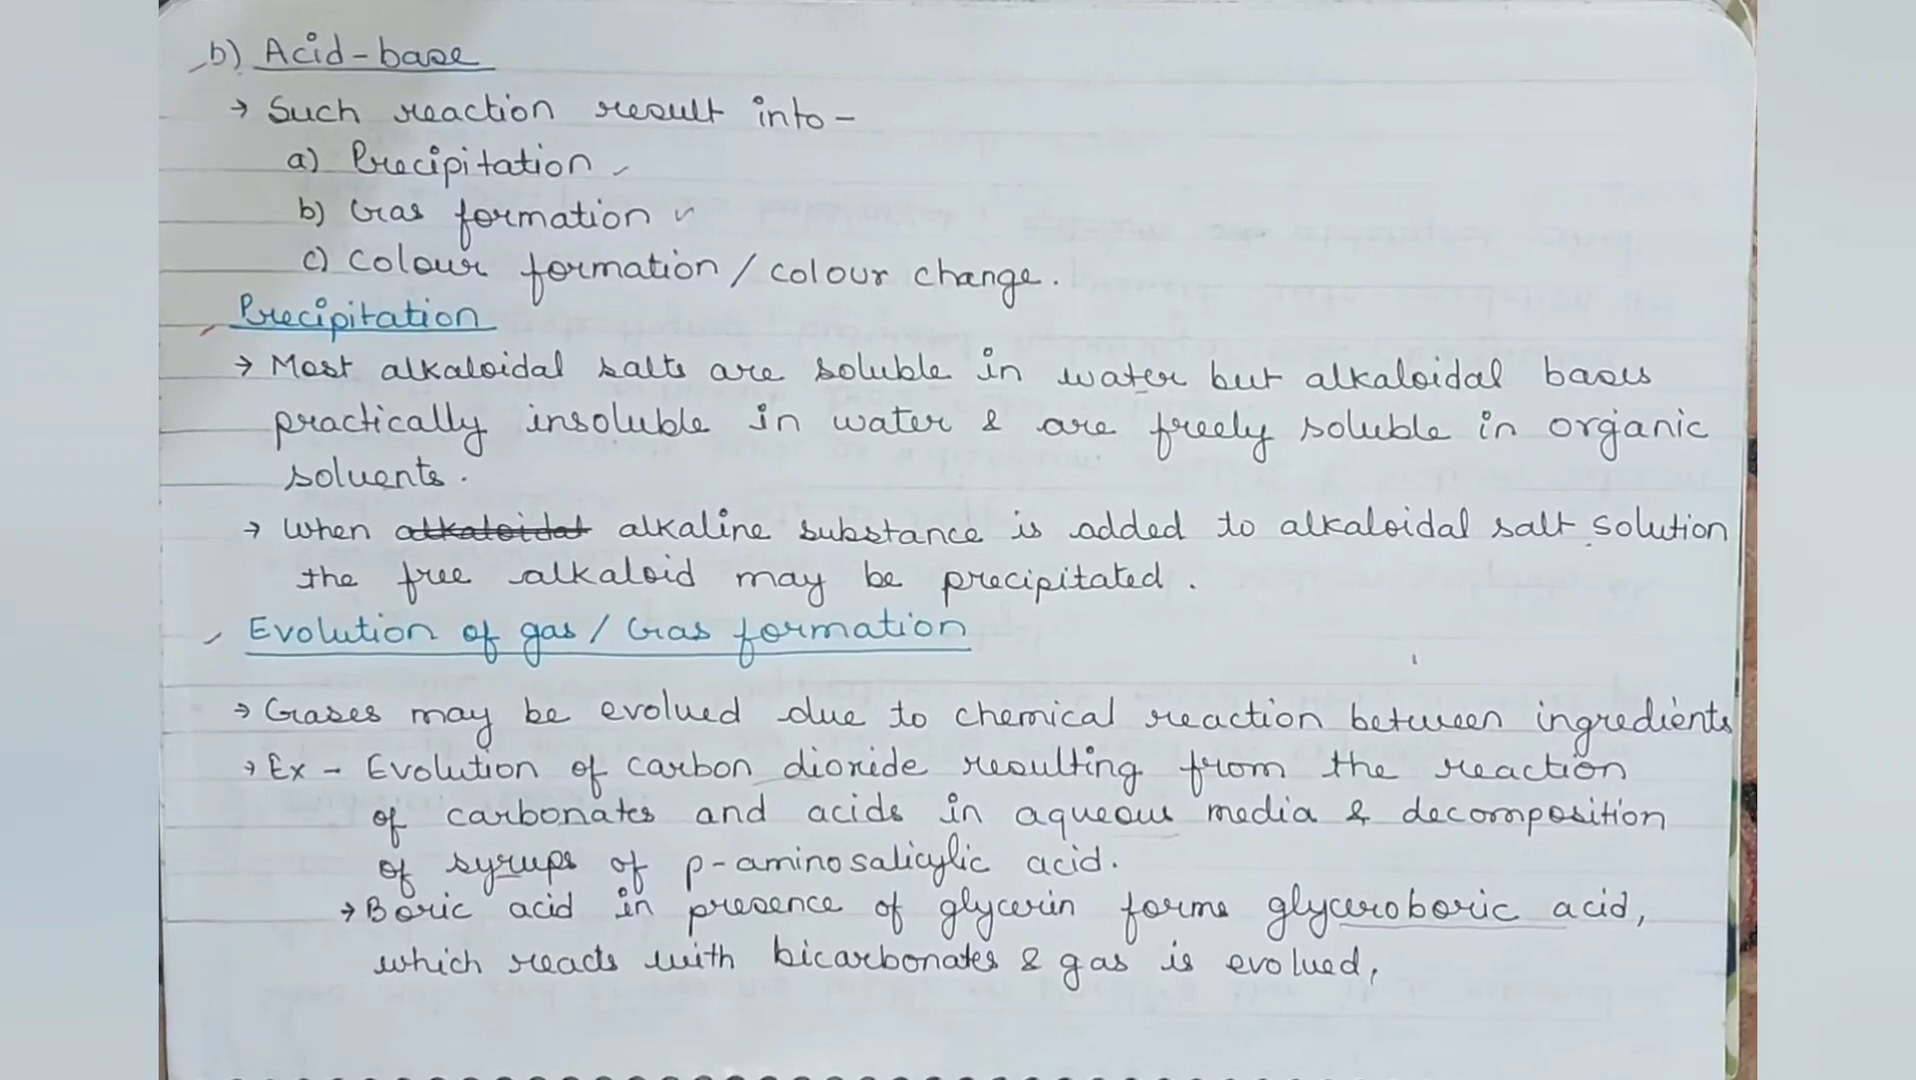 b) Acid-base
→ Such reaction result into-
a) Precipitation
b) Gas formation
c) Colour formation / colour change.
Precipitation
→ Most alkaloidal salts are soluble in water but alkaloidal bases
practically insoluble in water & are freely soluble in organic
solvents.
→ When alkaloidal alkaline substance is added to alkaloidal salt solution
the free alkaloid may be precipitated.
Evolution of gas / Gas formation
→ Gases may be evolved due to chemical reaction between ingredients
→ Ex - Evolution of carbon dioxide resulting from the reaction
of carbonates and acids in aqueous media & decomposition
of syrups of p-aminosalicylic acid.
→ Boric acid in presence of glycerin forms glyceroboric acid,
which reacts with bicarbonates & gas is evolved,